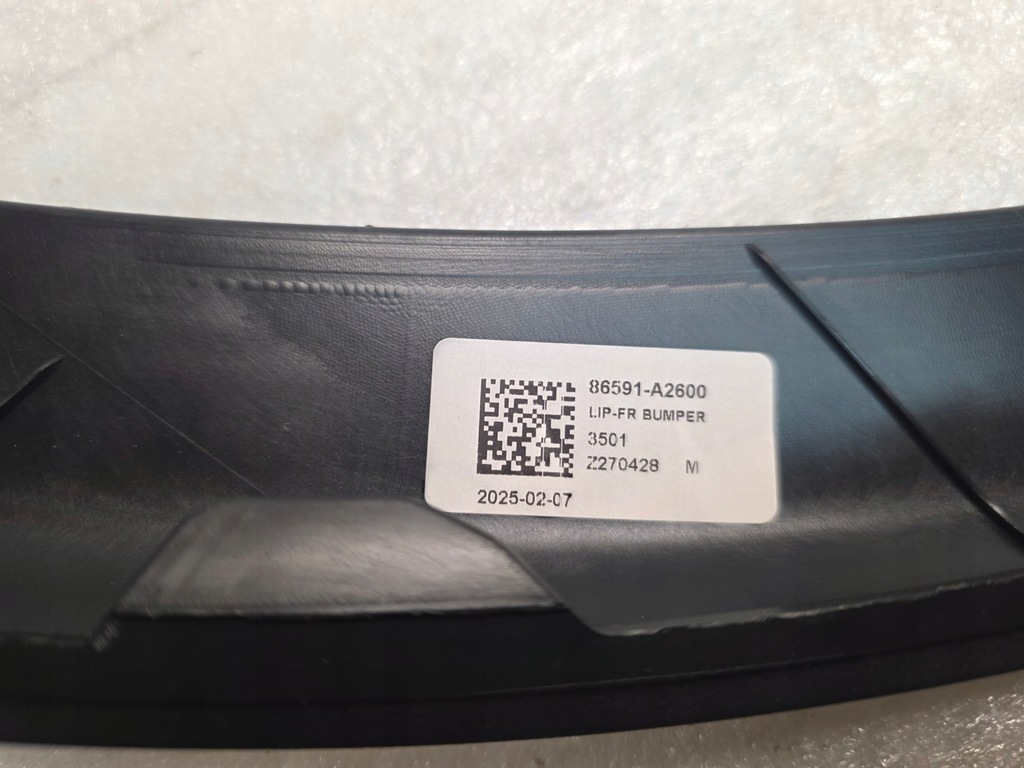 86591-A2600
LIP-FR BUMPER
3501
Z270428 M
2025-02-07